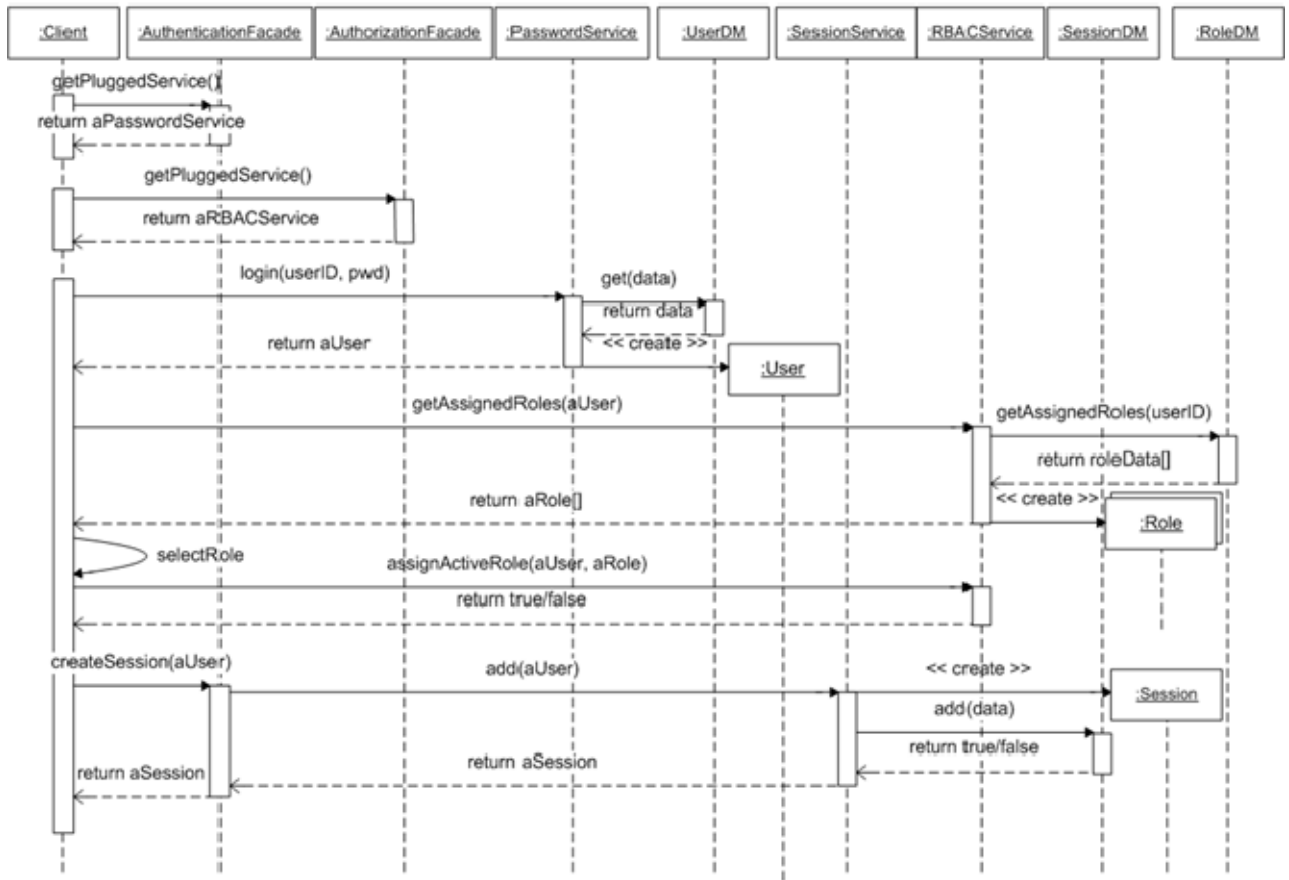 :Client
:AuthenticationFacade
:AuthorizationFacade
:PasswordService
:UserDM
:SessionService
:RBACService
:SessionDM
:RoleDM
getPluggedService()
return aPasswordService
getPluggedService()
return aRBACService
login(userID, pwd)
get(data)
return data
return aUser
<< create >>
:User
getAssignedRoles(aUser)
getAssignedRoles(userID)
return roleData[]
return aRole[]
<< create >>
:Role
selectRole
assignActiveRole(aUser, aRole)
return true/false
createSession(aUser)
add(aUser)
<< create >>
:Session
add(data)
return true/false
return aSession
return aSession